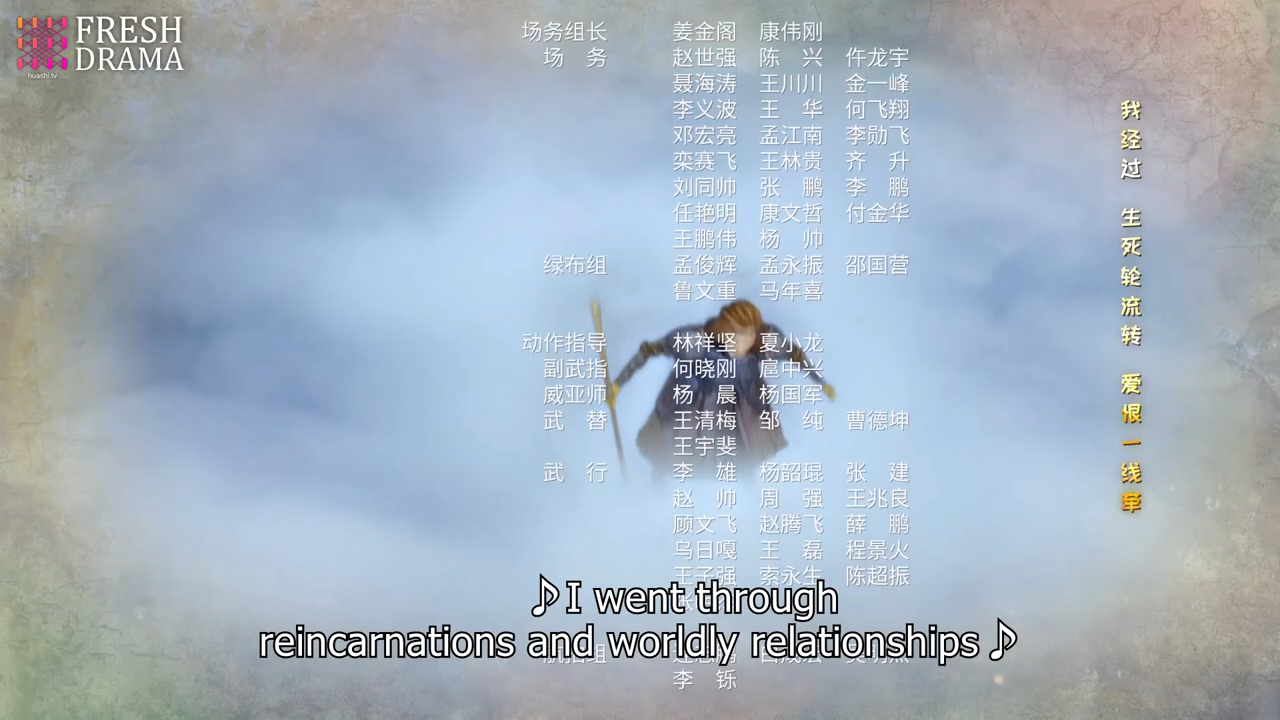 FRESH
DRAMA
huashi.tv
场务组长 姜金阁 康伟刚
场 务 赵世强 陈 兴 仵龙宇
聂海涛 王川川 金一峰
李义波 王 华 何飞翔
邓宏亮 孟江南 李勋飞
栾赛飞 王林贵 齐 升
刘同帅 张 鹏 李 鹏
任艳明 康文哲 付金华
王鹏伟 杨 帅
绿布组 孟俊辉 孟永振 邵国营
鲁文重 马年喜
动作指导 林祥坚 夏小龙
副武指 何晓刚 扈中兴
威亚师 杨 晨 杨国军
武 替 王清梅 邹 纯 曹德坤
王宇斐
武 行 李 雄 杨韶琨 张 建
赵 帅 周 强 王兆良
顾文飞 赵腾飞 薛 鹏
乌日嘎 王 磊 程景火
王子强 索永生 陈超振
李 铄
我经过 生死轮流转 爱恨一线牵
♪I went through
reincarnations and worldly relationships♪